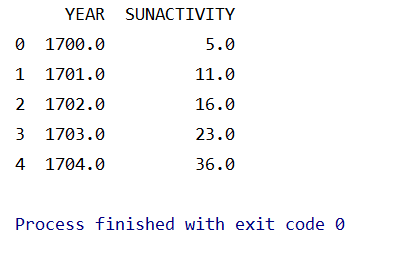 YEAR SUNACTIVITY
0 1700.0 5.0
1 1701.0 11.0
2 1702.0 16.0
3 1703.0 23.0
4 1704.0 36.0
Process finished with exit code 0